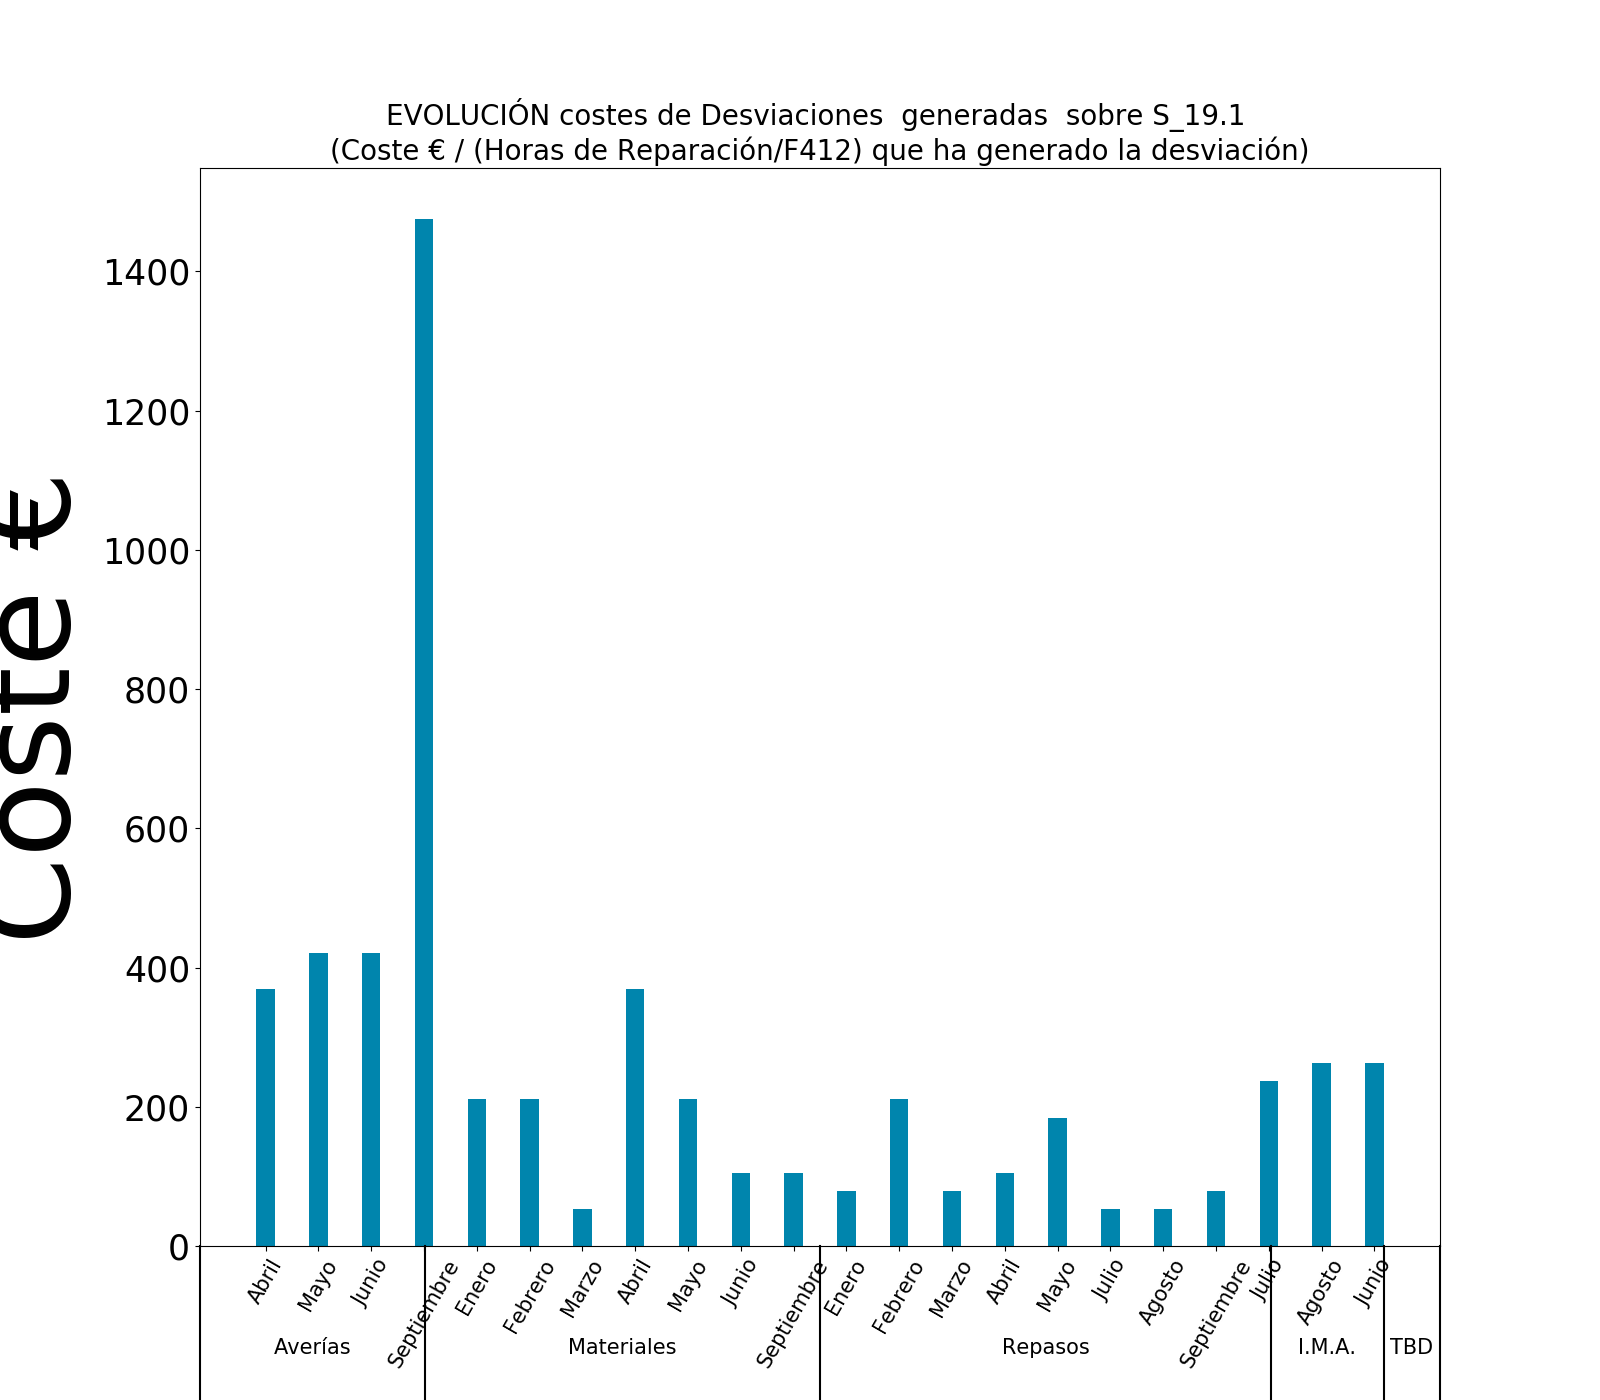 EVOLUCIÓN costes de Desviaciones  generadas  sobre S_19.1
(Coste € / (Horas de Reparación/F412) que ha generado la desviación)
Coste €
1400
1200
1000
800
600
400
200
0
Abril
Mayo
Junio
Septiembre
Enero
Febrero
Marzo
Abril
Mayo
Junio
Septiembre
Enero
Febrero
Marzo
Abril
Mayo
Julio
Agosto
Septiembre
Julio
Agosto
Junio
Averías
Materiales
Repasos
I.M.A.
TBD